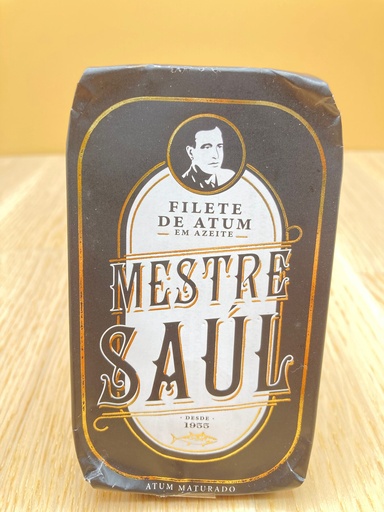 FILETE
DE ATUM
EM AZEITE
MESTRE
SAÚL
DESDE
1955
ATUM MATURADO